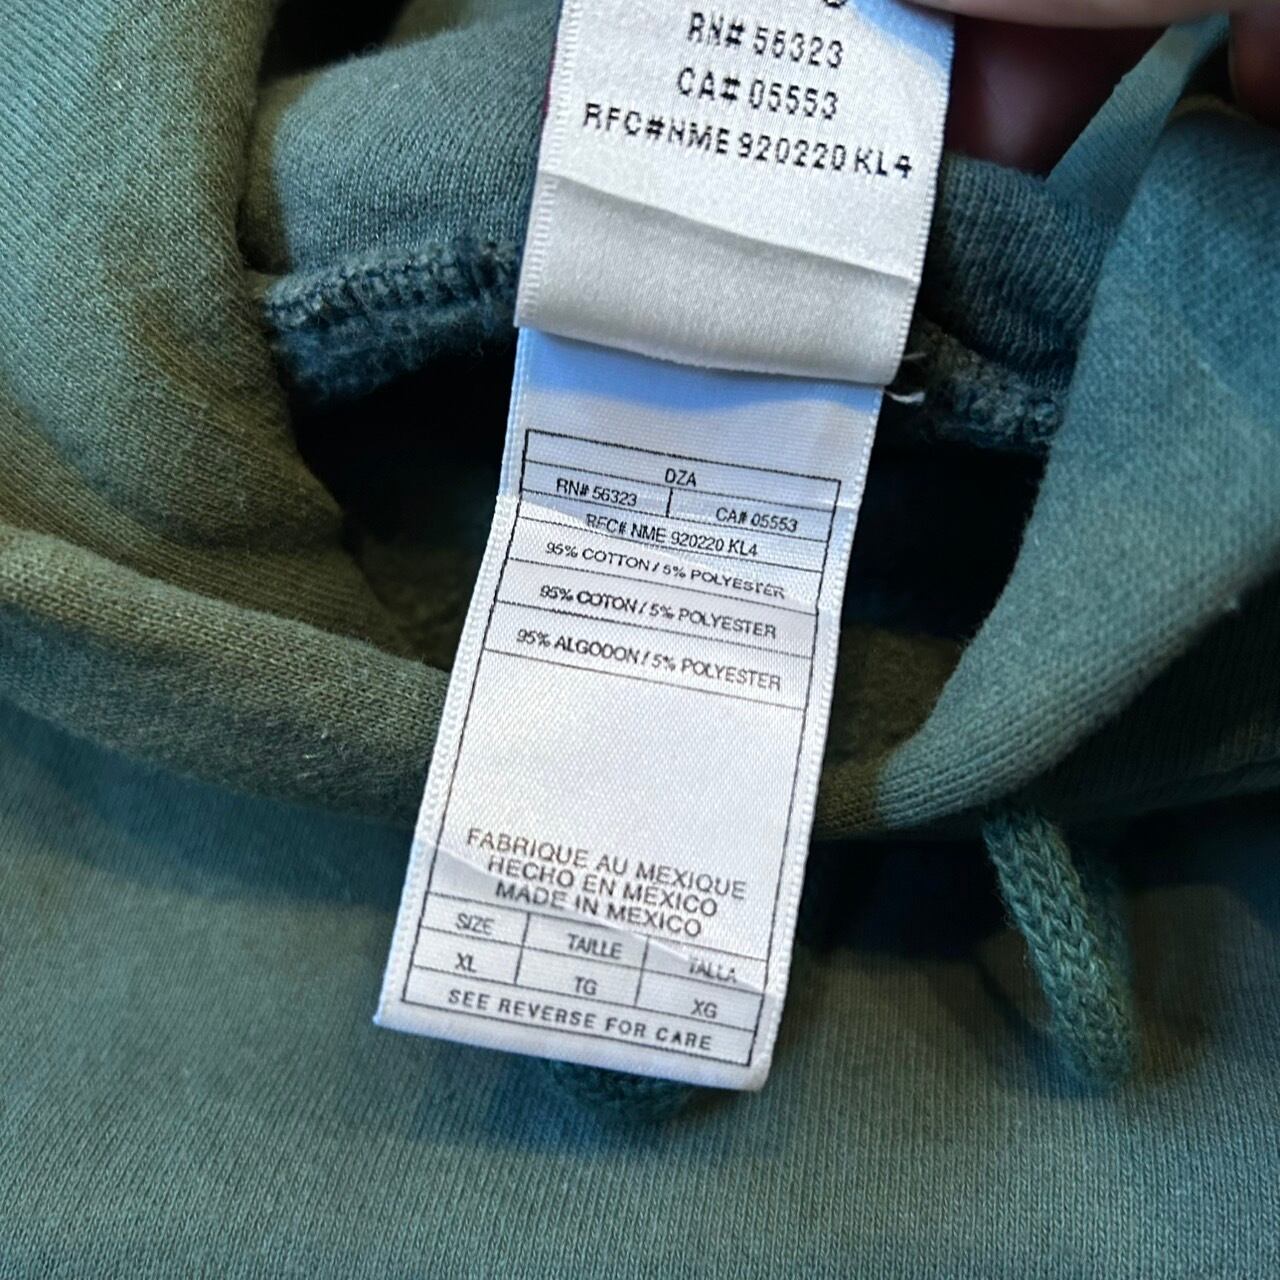 RN# 56323
CA# 05553
RFC#NME 920220 KL4
DZA
RN# 56323 CA# 05553
RFC# NME 920220 KL4
95% COTTON / 5% POLYESTER
95% COTON / 5% POLYESTER
95% ALGODON / 5% POLYESTER
FABRIQUE AU MEXIQUE
HECHO EN MEXICO
MADE IN MEXICO
SIZE TAILLE TALLA
XL TG XG
SEE REVERSE FOR CARE